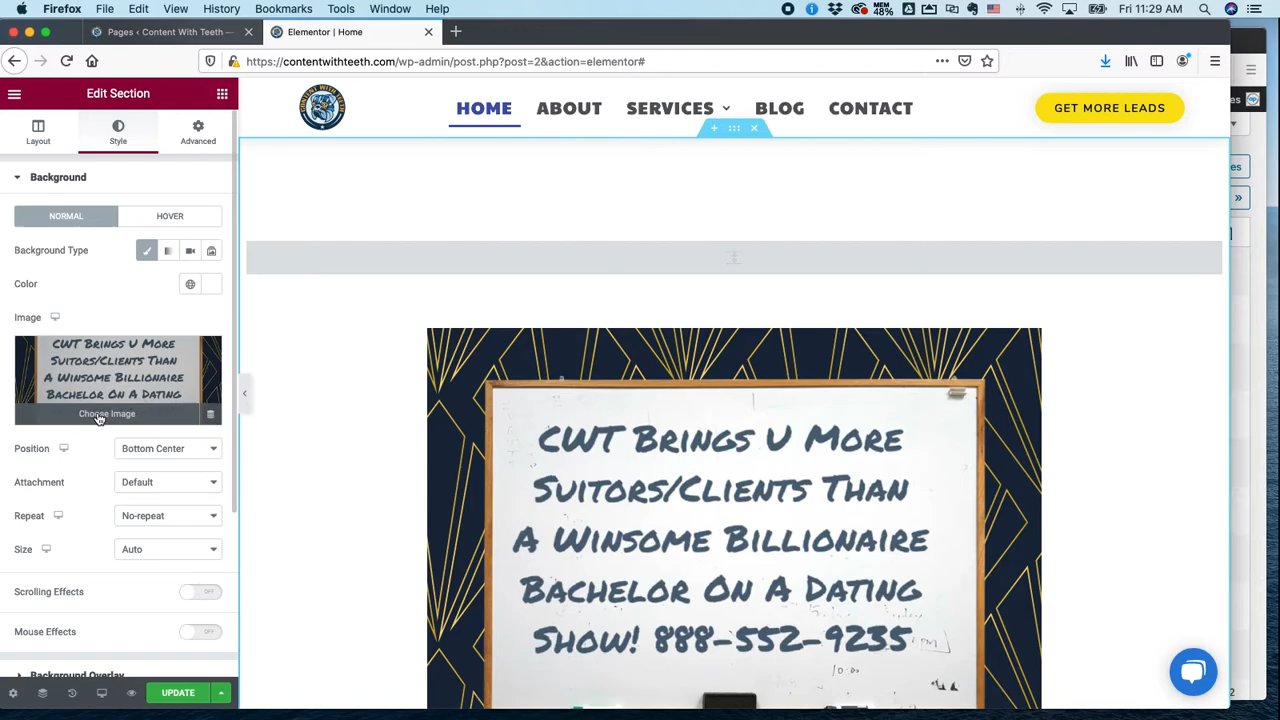 Firefox File Edit View History Bookmarks Tools Window Help MEM 48% Fri 11:29 AM
Pages ‹ Content With Teeth — Elementor | Home
https://contentwithteeth.com/wp-admin/post.php?post=2&action=elementor#
Edit Section
HOME ABOUT SERVICES BLOG CONTACT GET MORE LEADS
Layout Style Advanced
Background
NORMAL HOVER
Background Type
Color
Image
CWT Brings U More
Suitors/Clients Than
A Winsome Billionaire
Bachelor On A Dating
Choose Image
Position Bottom Center
Attachment Default
Repeat No-repeat
Size Auto
Scrolling Effects OFF
Mouse Effects OFF
Background Overlay
UPDATE
CWT Brings U More
Suitors/Clients Than
A Winsome Billionaire
Bachelor On A Dating
Show! 888-552-9235